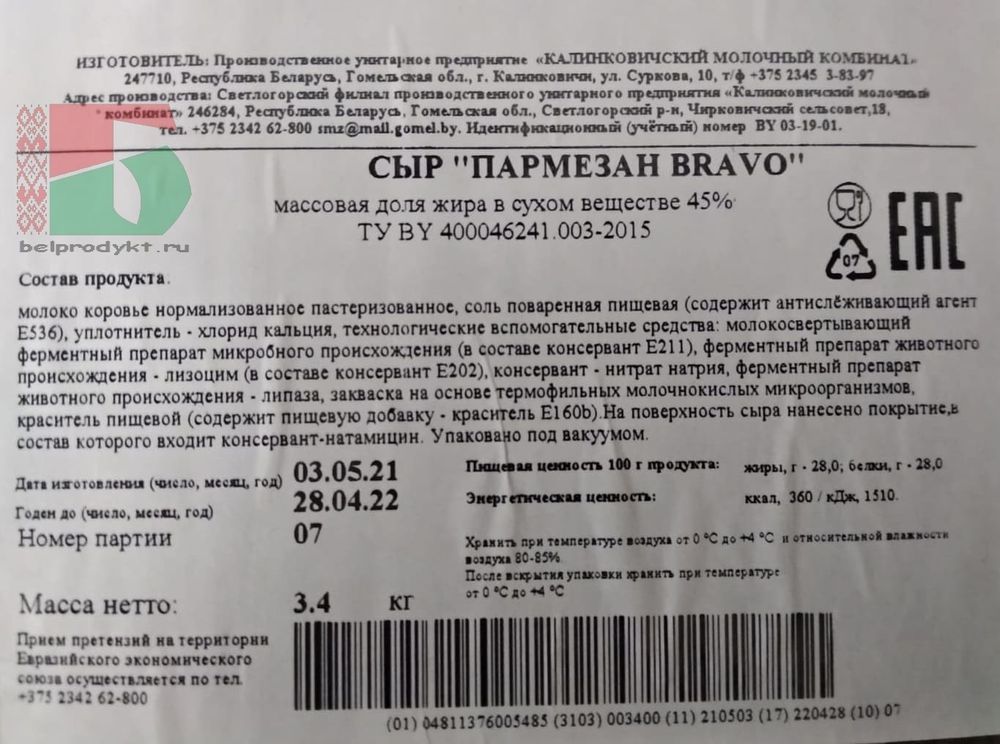 ИЗГОТОВИТЕЛЬ: Производственное унитарное предприятие «КАЛИНКОВИЧСКИЙ МОЛОЧНЫЙ КОМБИНАТ»
247710, Республика Беларусь, Гомельская обл., г. Калинковичи, ул. Суркова, 10, т/ф +375 2345 3-83-97
Адрес производства: Светлогорский филиал производственного унитарного предприятия «Калинковичский молочный
комбинат» 246284, Республика Беларусь, Гомельская обл., Светлогорский р-н, Чирковичский сельсовет,18,
тел. +375 2342 62-800 smz@mail.gomel.by. Идентификационный (учётный) номер BY 03-19-01.
СЫР "ПАРМЕЗАН BRAVO"
массовая доля жира в сухом веществе 45%
ТУ BY 400046241.003-2015
EAC
07
belprodykt.ru
Состав продукта.
молоко коровье нормализованное пастеризованное, соль поваренная пищевая (содержит антислёживающий агент
Е536), уплотнитель - хлорид кальция, технологические вспомогательные средства: молокосвертывающий
ферментный препарат микробного происхождения (в составе консервант Е211), ферментный препарат животного
происхождения - лизоцим (в составе консервант Е202), консервант - нитрат натрия, ферментный препарат
животного происхождения - липаза, закваска на основе термофильных молочнокислых микроорганизмов,
краситель пищевой (содержит пищевую добавку - краситель Е160b).На поверхность сыра нанесено покрытие,в
состав которого входит консервант-натамицин. Упаковано под вакуумом.
Дата изготовления (число, месяц, год) 03.05.21
Годен до (число, месяц, год) 28.04.22
Номер партии 07
Пищевая ценность 100 г продукта: жиры, г - 28,0; белки, г - 28,0
Энергетическая ценность: ккал, 360 / кДж, 1510.
Хранить при температуре воздуха от 0 °С до +4 °С и относительной влажности
воздуха 80-85%
После вскрытия упаковки хранить при температуре
от 0 °С до +4 °С
Масса нетто: 3.4 кг
Прием претензий на территории
Евразийского экономического
союза осуществляется по тел.
+375 2342 62-800
(01) 04811376005485 (3103) 003400 (11) 210503 (17) 220428 (10) 07